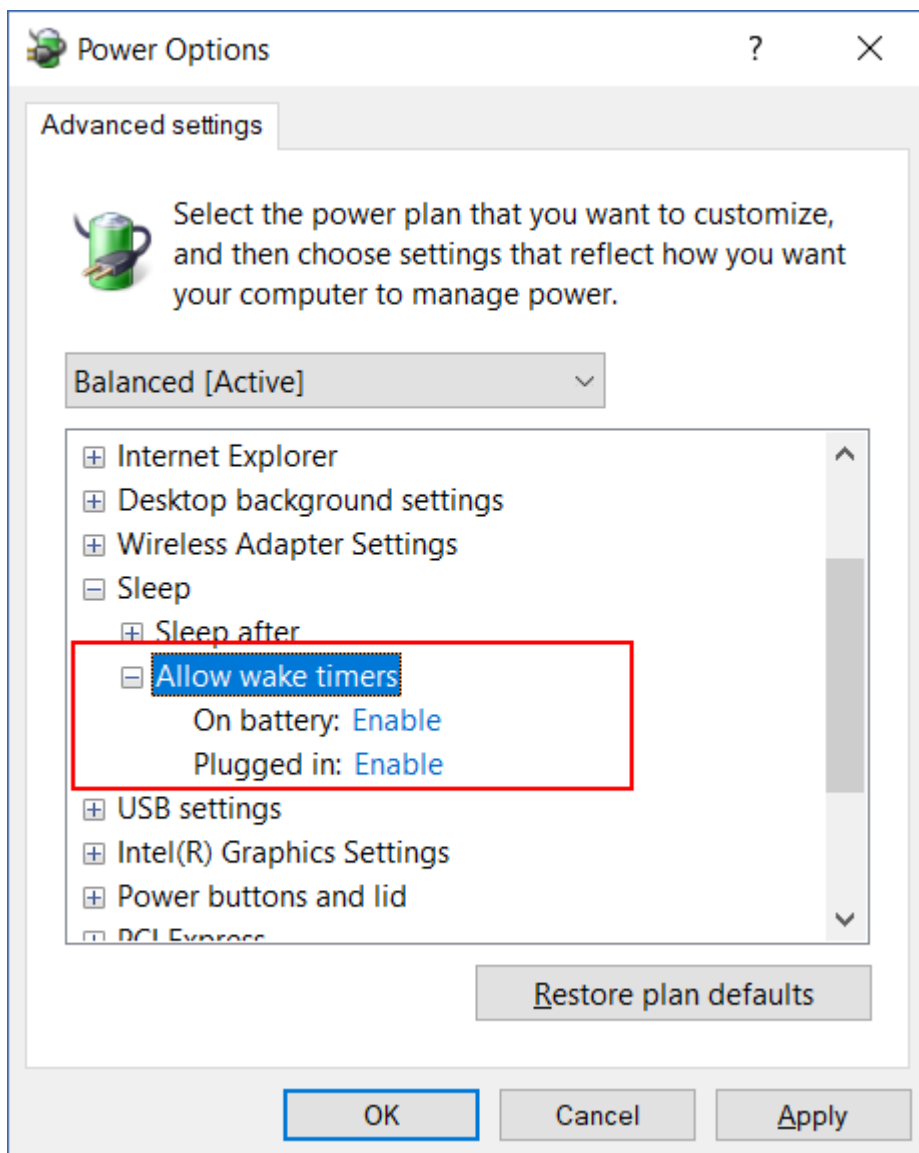 Power Options
?
Advanced settings
Select the power plan that you want to customize,
and then choose settings that reflect how you want
your computer to manage power.
Balanced [Active]
Internet Explorer
Desktop background settings
Wireless Adapter Settings
Sleep
Sleep after
Allow wake timers
On battery: Enable
Plugged in: Enable
USB settings
Intel(R) Graphics Settings
Power buttons and lid
PCI Express
Restore plan defaults
OK
Cancel
Apply